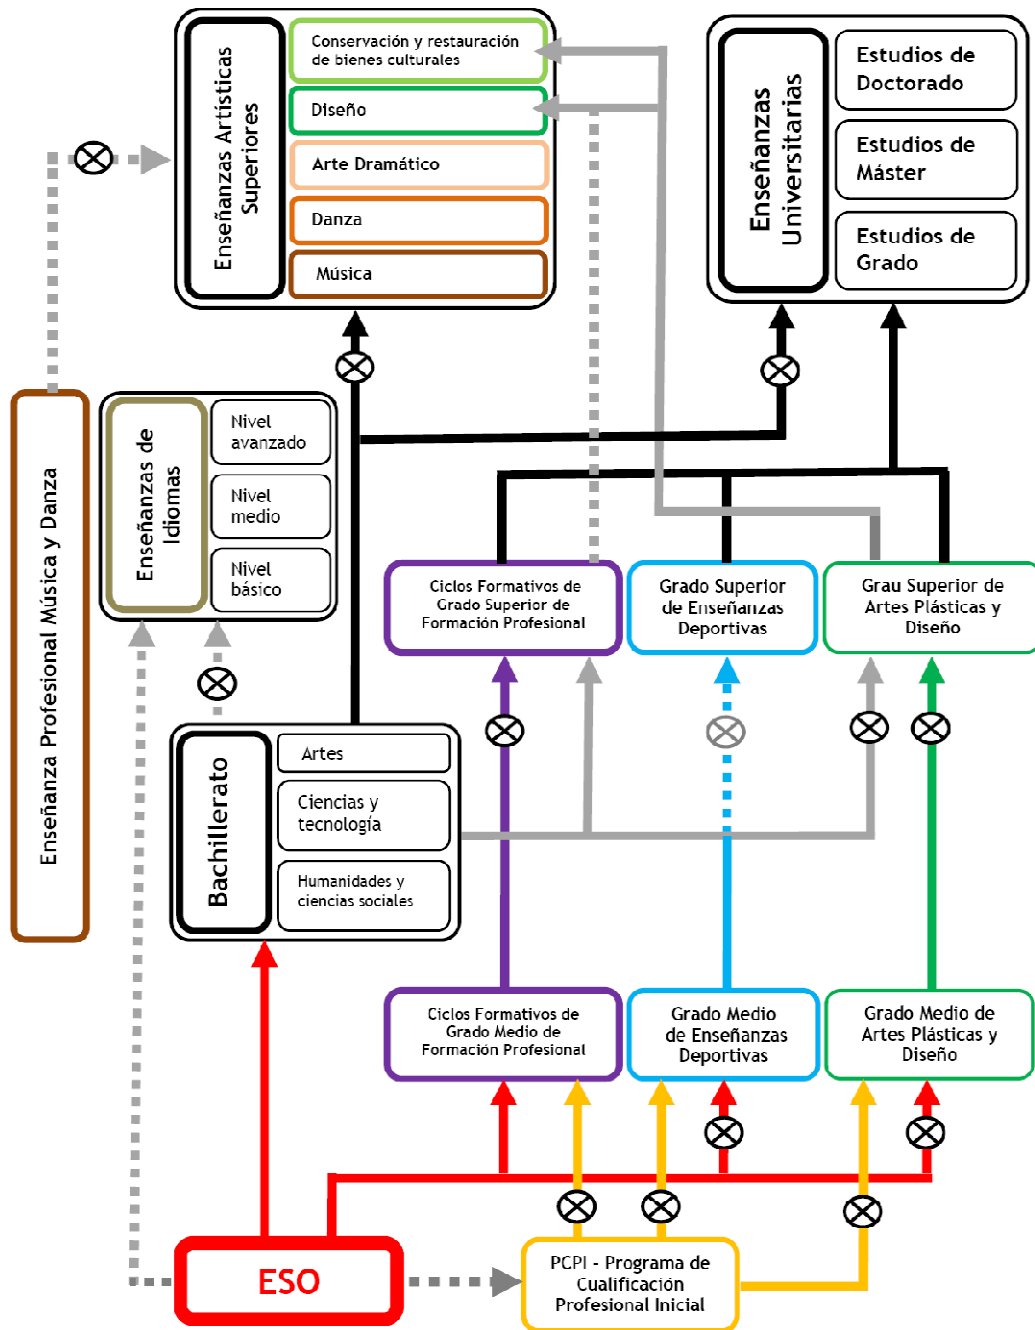 Enseñanzas Artísticas
Superiores
Conservación y restauración
de bienes culturales
Diseño
Arte Dramático
Danza
Música
Enseñanzas
Universitarias
Estudios de
Doctorado
Estudios de
Máster
Estudios de
Grado
Enseñanza Profesional Música y Danza
Enseñanzas de
Idiomas
Nivel
avanzado
Nivel
medio
Nivel
básico
Ciclos Formativos de
Grado Superior de
Formación Profesional
Grado Superior
de Enseñanzas
Deportivas
Grau Superior de
Artes Plásticas y
Diseño
Bachillerato
Artes
Ciencias y
tecnología
Humanidades y
ciencias sociales
Ciclos Formativos de
Grado Medio de
Formación Profesional
Grado Medio
de Enseñanzas
Deportivas
Grado Medio de
Artes Plásticas y
Diseño
ESO
PCPI - Programa de
Cualificación
Profesional Inicial